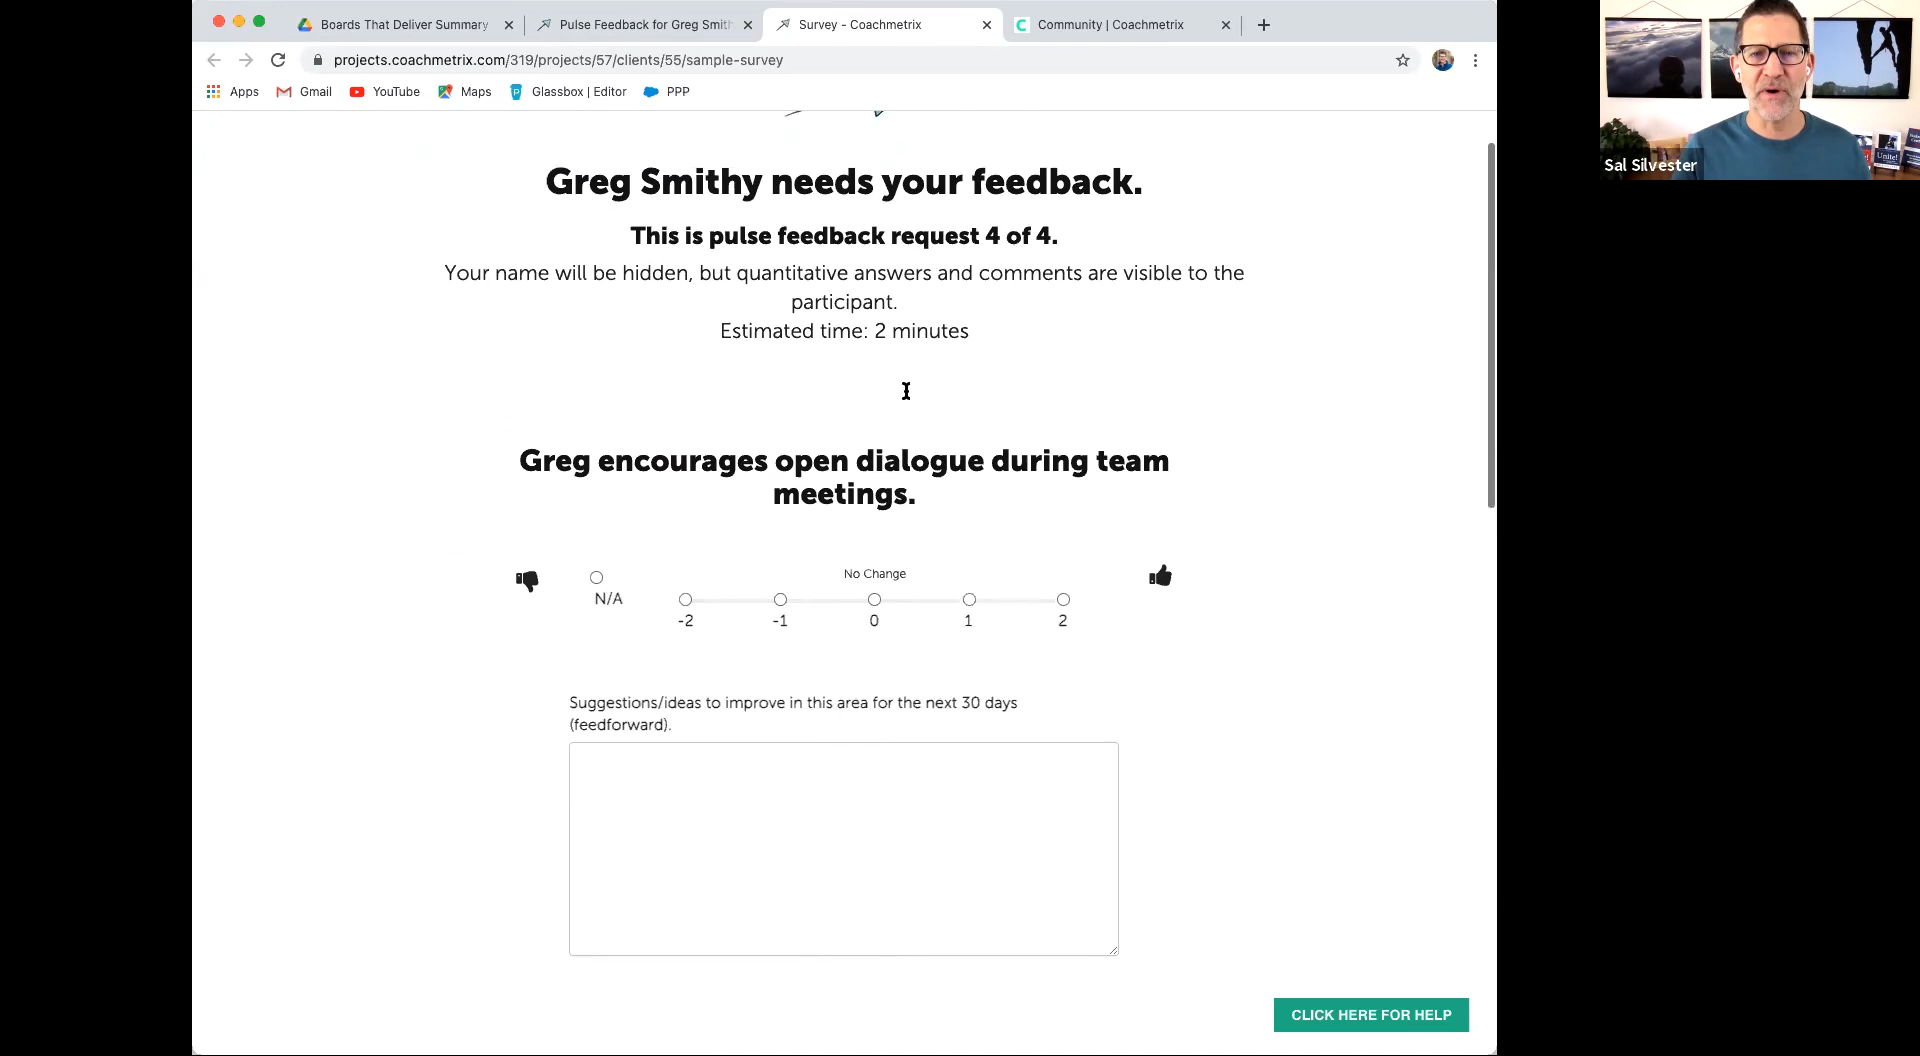 Boards That Deliver Summary
Pulse Feedback for Greg Smith
Survey - Coachmetrix
Community | Coachmetrix
projects.coachmetrix.com/319/projects/57/clients/55/sample-survey
Apps
Gmail
YouTube
Maps
Glassbox | Editor
PPP
Greg Smithy needs your feedback.
This is pulse feedback request 4 of 4.
Your name will be hidden, but quantitative answers and comments are visible to the
participant.
Estimated time: 2 minutes
Greg encourages open dialogue during team
meetings.
No Change
N/A
-2 -1 0 1 2
Suggestions/ideas to improve in this area for the next 30 days
(feedforward).
CLICK HERE FOR HELP
Sal Silvester
Unite!